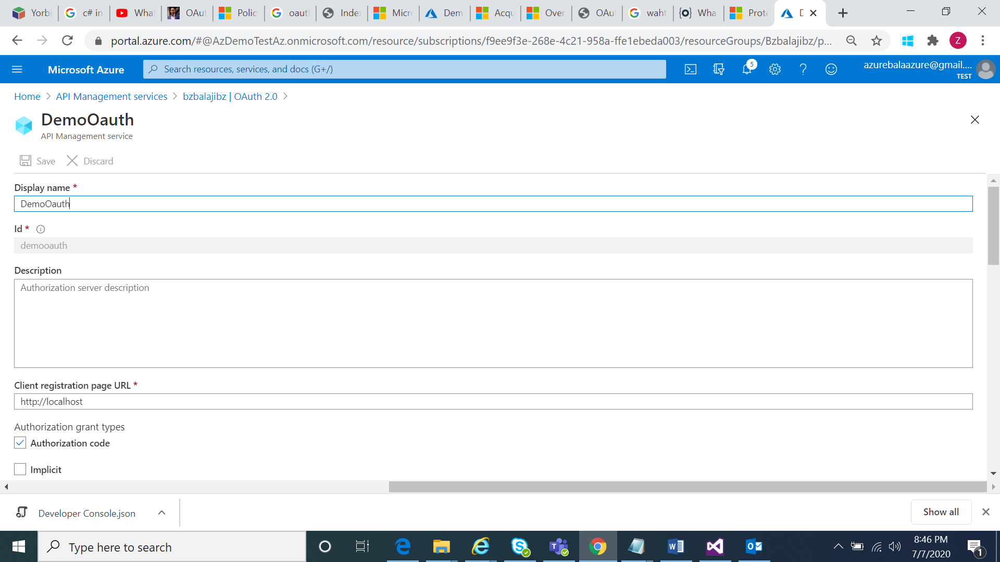 Yorbi
c# in
What
OAut
Policy
oauth
Index
Micro
Dem
Acqu
Over
OAut
waht
Wha
Prote
D
portal.azure.com/#@AzDemoTestAz.onmicrosoft.com/resource/subscriptions/f9ee9f3e-268e-4c21-958a-ffe1ebeda003/resourceGroups/Bzbalajibz/p...
Z
Microsoft Azure
Search resources, services, and docs (G+/)
5
azurebalaazure@gmail....
TEST
Home > API Management services > bzbalajibz | OAuth 2.0 >
DemoOauth
API Management service
Save
Discard
Display name *
DemoOauth
Id *
demooauth
Description
Authorization server description
Client registration page URL *
http://localhost
Authorization grant types
Authorization code
Implicit
Developer Console.json
Show all
Type here to search
8:46 PM
7/7/2020
1